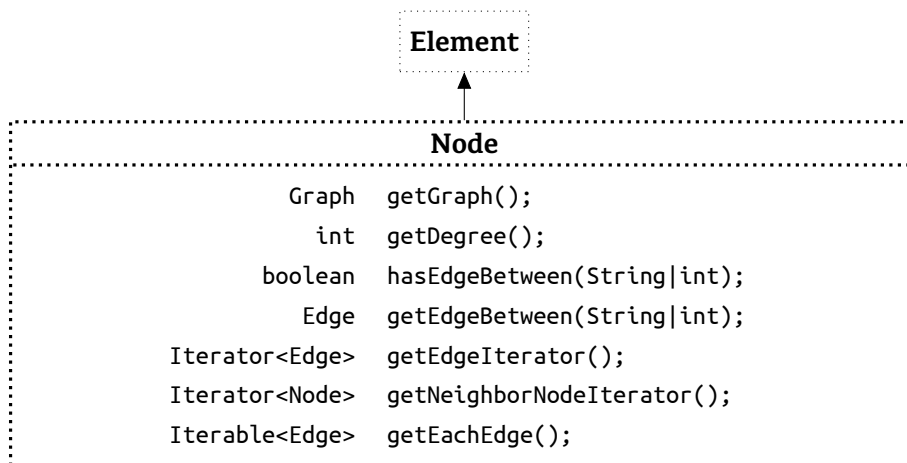 Element
Node
Graph getGraph();
int getDegree();
boolean hasEdgeBetween(String|int);
Edge getEdgeBetween(String|int);
Iterator<Edge> getEdgeIterator();
Iterator<Node> getNeighborNodeIterator();
Iterable<Edge> getEachEdge();